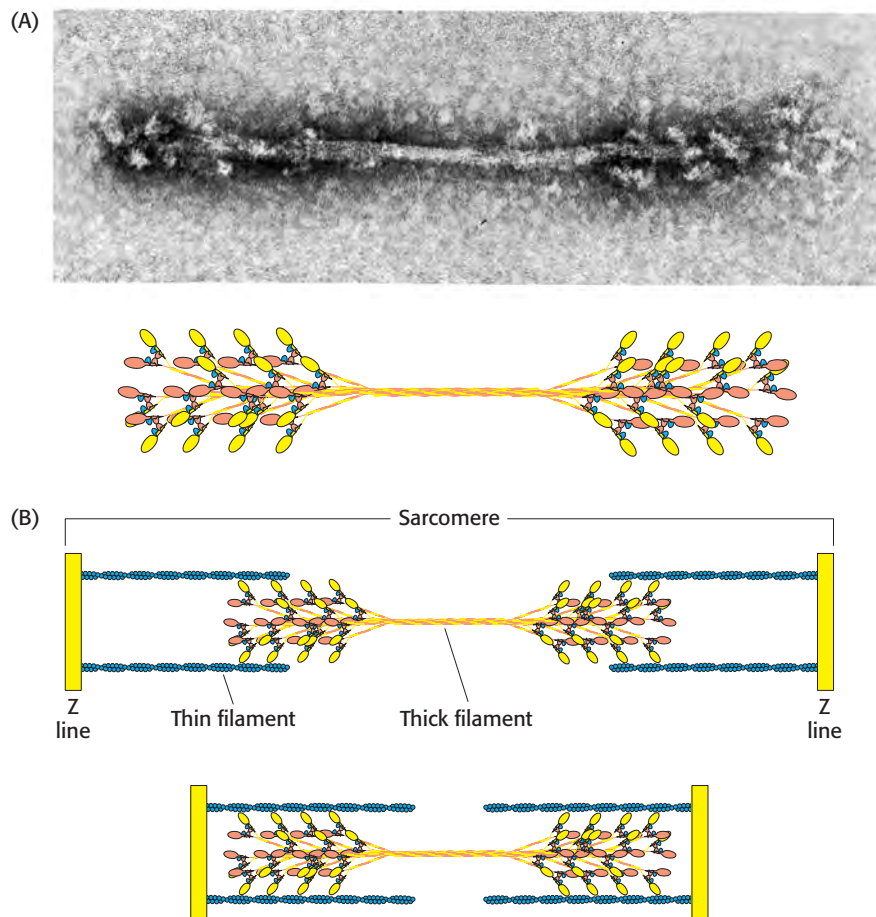 (A)
(B)
Sarcomere
Z
line
Thin filament
Thick filament
Z
line